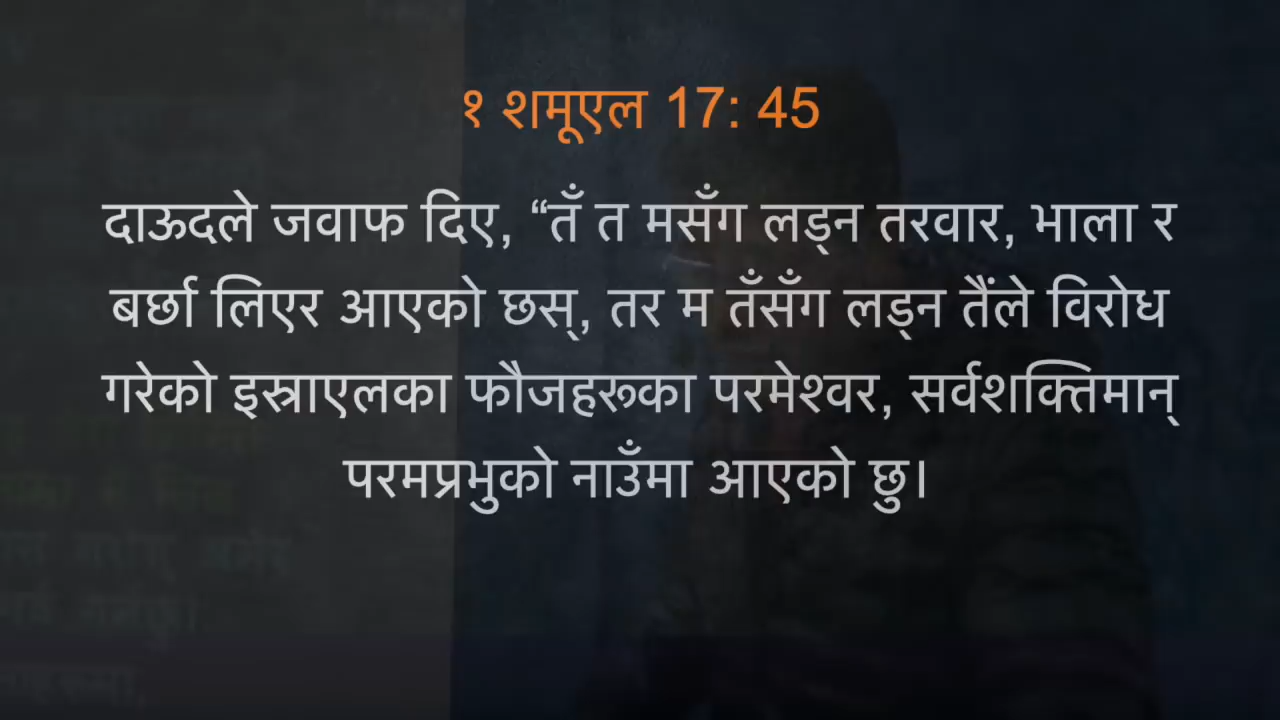 १ शमूएल 17: 45
दाऊदले जवाफ दिए, “तँ त मसँग लड्न तरवार, भाला र
बर्छा लिएर आएको छस्, तर म तँसँग लड्न तैंले विरोध
गरेको इस्राएलका फौजहरूका परमेश्वर, सर्वशक्तिमान्
परमप्रभुको नाउँमा आएको छु।